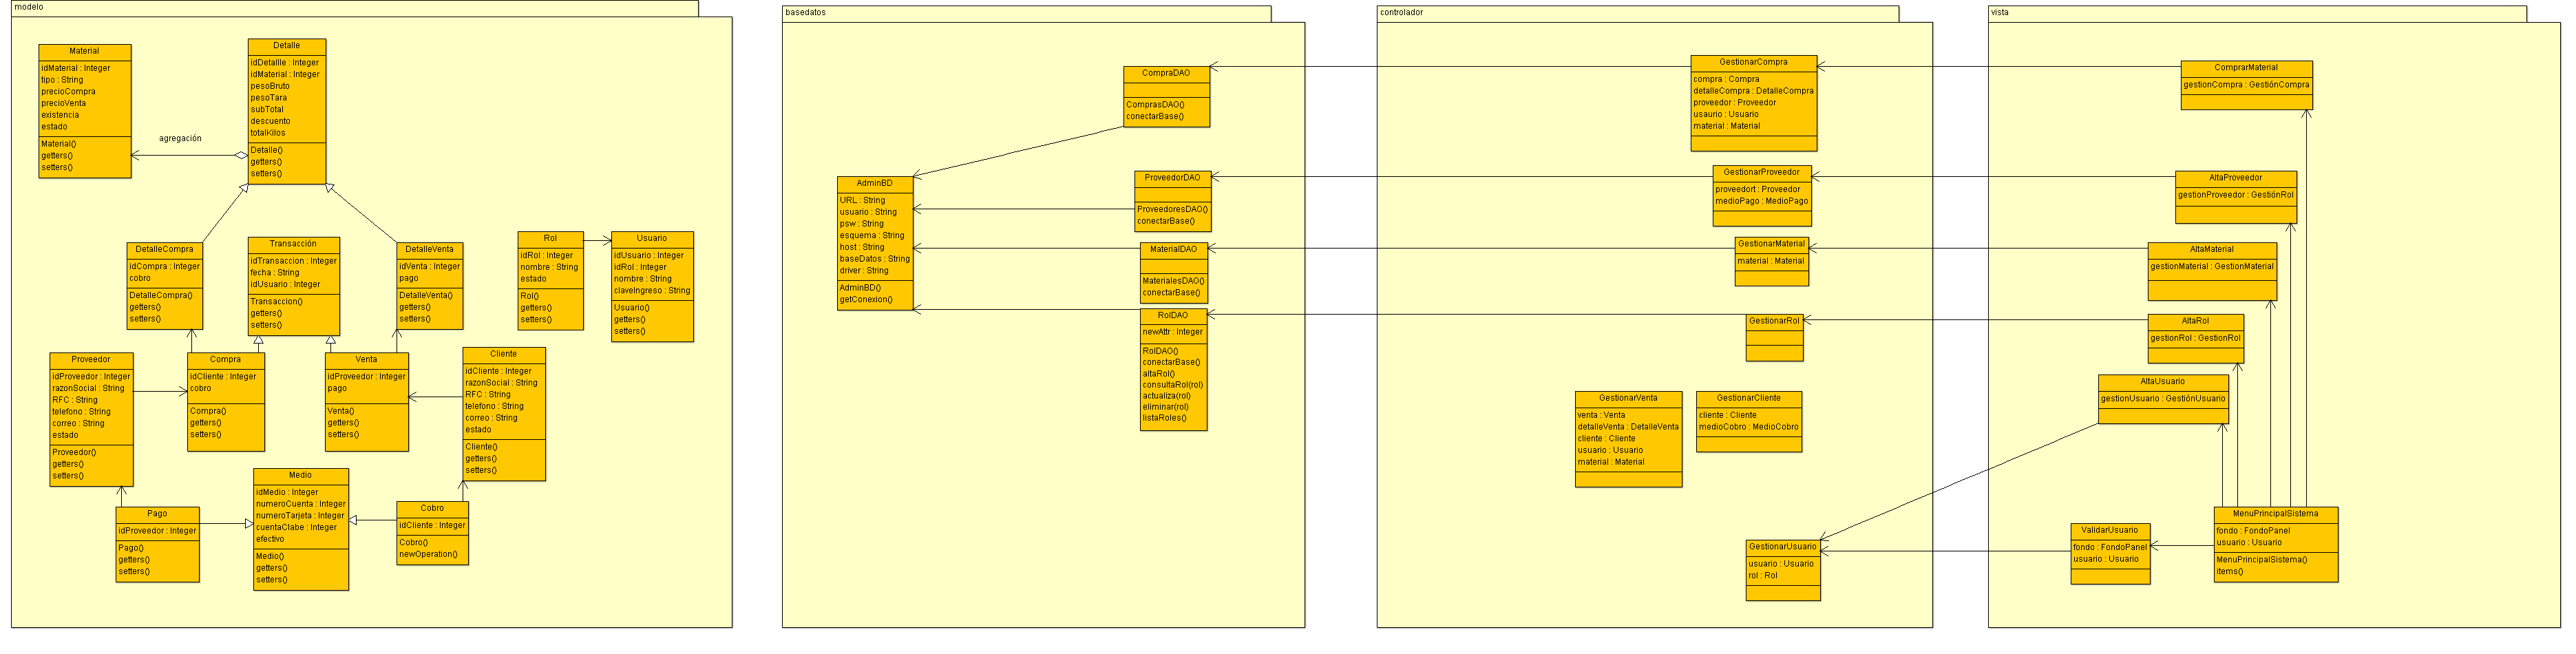 modelo
Material
idMaterial : Integer
tipo : String
precioCompra
precioVenta
existencia
estado
Material()
getters()
setters()
agregación
Detalle
idDetallle : Integer
idMaterial : Integer
pesoBruto
pesoTara
subTotal
descuento
totalKilos
Detalle()
getters()
setters()
DetalleCompra
idCompra : Integer
cobro
DetalleCompra()
getters()
setters()
Transacción
idTransaccion : Integer
fecha : String
idUsuario : Integer
Transaccion()
getters()
setters()
DetalleVenta
idVenta : Integer
pago
DetalleVenta()
getters()
setters()
Rol
idRol : Integer
nombre : String
estado
Rol()
getters()
setters()
Usuario
idUsuario : Integer
idRol : Integer
nombre : String
claveIngreso : String
Usuario()
getters()
setters()
Proveedor
idProveedor : Integer
razonSocial : String
RFC : String
telefono : String
correo : String
estado
Proveedor()
getters()
setters()
Compra
idCliente : Integer
cobro
Compra()
getters()
setters()
Venta
idProveedor : Integer
pago
Venta()
getters()
setters()
Cliente
idCliente : Integer
razonSocial : String
RFC : String
telefono : String
correo : String
estado
Cliente()
getters()
setters()
Pago
idProveedor : Integer
Pago()
getters()
setters()
Medio
idMedio : Integer
numeroCuenta : Integer
numeroTarjeta : Integer
cuentaClabe : Integer
efectivo
Medio()
getters()
setters()
Cobro
idCliente : Integer
Cobro()
newOperation()
basedatos
CompraDAO
ComprasDAO()
conectarBase()
AdminBD
URL : String
usuario : String
psw : String
esquema : String
host : String
baseDatos : String
driver : String
AdminBD()
getConexion()
ProveedorDAO
ProveedoresDAO()
conectarBase()
MaterialDAO
MaterialesDAO()
conectarBase()
RolDAO
newAttr : Integer
RolDAO()
conectarBase()
altaRol()
consultaRol(rol)
actualiza(rol)
eliminar(rol)
listaRoles()
controlador
GestionarCompra
compra : Compra
detalleCompra : DetalleCompra
proveedor : Proveedor
usaurio : Usuario
material : Material
GestionarProveedor
proveedort : Proveedor
medioPago : MedioPago
GestionarMaterial
material : Material
GestionarRol
GestionarVenta
venta : Venta
detalleVenta : DetalleVenta
cliente : Cliente
usuario : Usuario
material : Material
GestionarCliente
cliente : Cliente
medioCobro : MedioCobro
GestionarUsuario
usuario : Usuario
rol : Rol
vista
ComprarMaterial
gestionCompra : GestiónCompra
AltaProveedor
gestionProveedor : GestiónRol
AltaMaterial
gestionMaterial : GestionMaterial
AltaRol
gestionRol : GestionRol
AltaUsuario
gestionUsuario : GestiónUsuario
ValidarUsuario
fondo : FondoPanel
usuario : Usuario
MenuPrincipalSistema
fondo : FondoPanel
usuario : Usuario
MenuPrincipalSistema()
items()